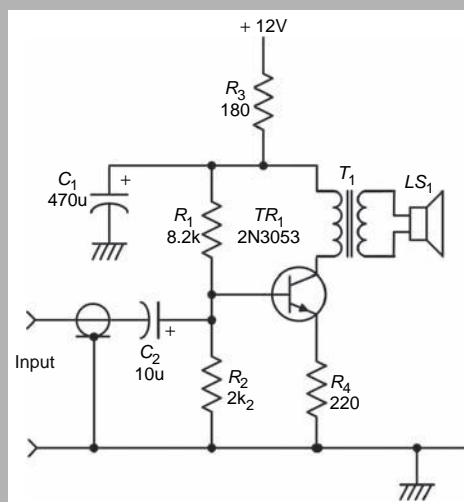 + 12V
R3
180
C1
470u
R1
8.2k
TR1
2N3053
T1
LS1
Input
C2
10u
R2
2k2
R4
220
+
+